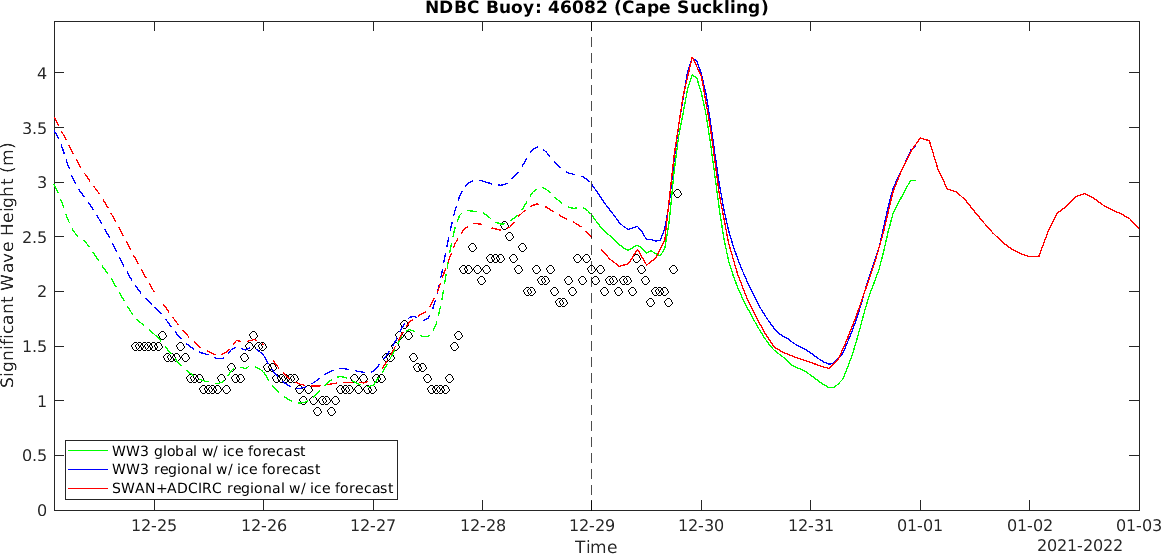 NDBC Buoy: 46082 (Cape Suckling)
Significant Wave Height (m)
4
3.5
3
2.5
2
1.5
1
0.5
0
WW3 global w/ ice forecast
WW3 regional w/ ice forecast
SWAN+ADCIRC regional w/ ice forecast
12-25 12-26 12-27 12-28 12-29 12-30 12-31 01-01 01-02 01-03
Time
2021-2022